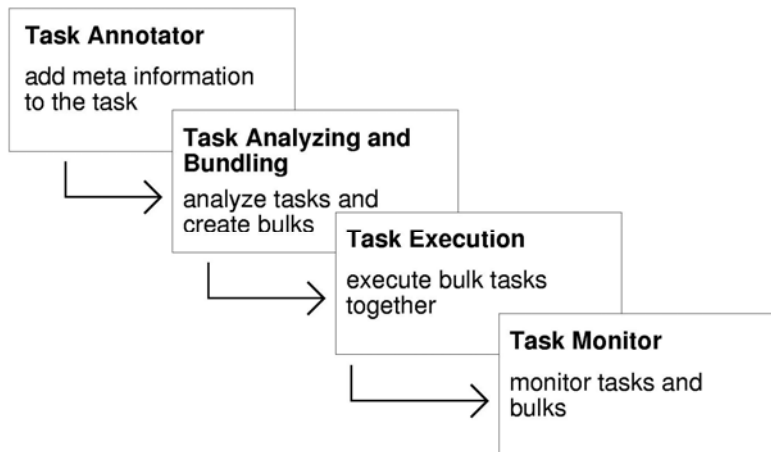 Task Annotator
add meta information
to the task
Task Analyzing and
Bundling
analyze tasks and
create bulks
Task Execution
execute bulk tasks
together
Task Monitor
monitor tasks and
bulks